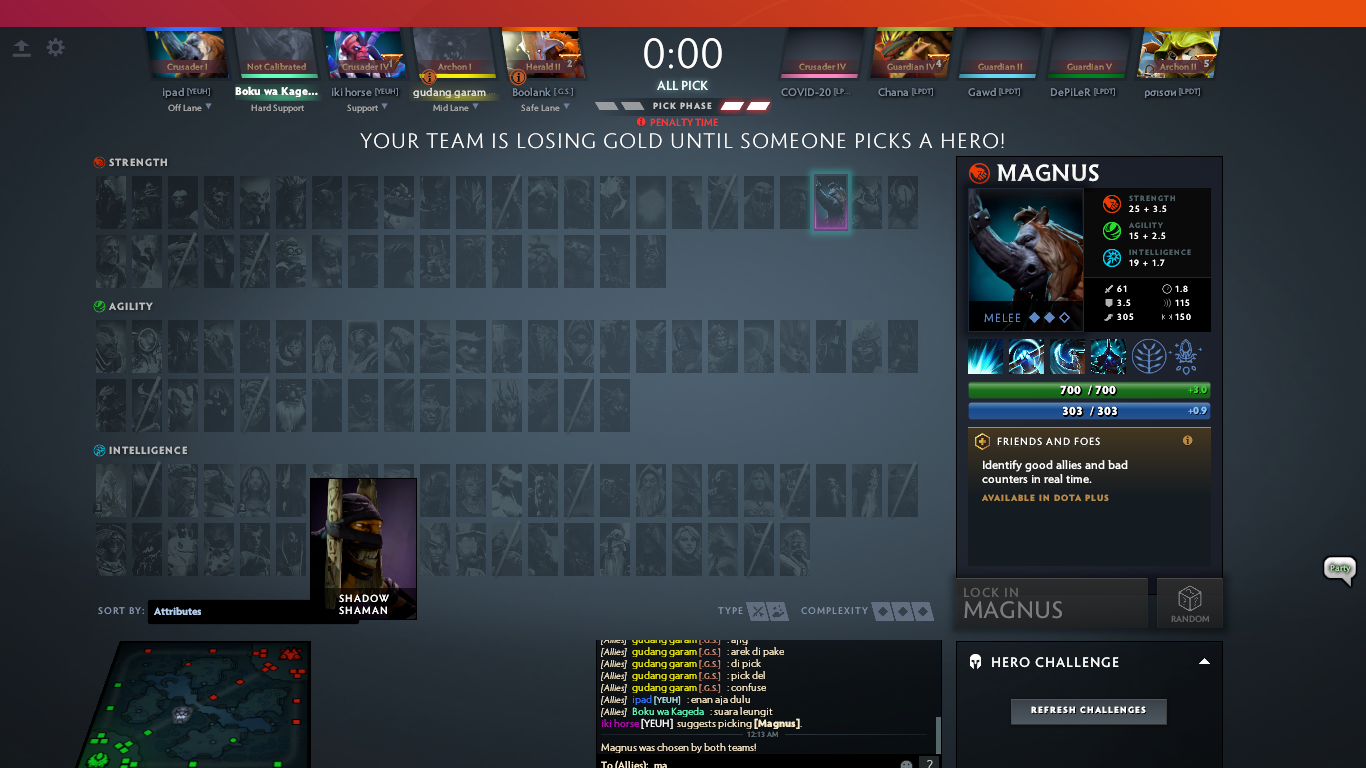 0:00
ALL PICK
PICK PHASE
PENALTY TIME
Crusader I
ipad [YEUH]
Off Lane
Not Calibrated
Boku wa Kage...
Hard Support
Crusader IV
iki horse [YEUH]
Support
Archon I
gudang garam
Mid Lane
Herald II 2
Boolank [.G.S.]
Safe Lane
Crusader IV
COVID-20 [LP...
Guardian IV 4
Chana [LPDT]
Guardian II
Gawd [LPDT]
Guardian V
DePiLeR [LPDT]
Archon II 5
ραιsαм [LPDT]
YOUR TEAM IS LOSING GOLD UNTIL SOMEONE PICKS A HERO!
STRENGTH
AGILITY
INTELLIGENCE
3
2
SHADOW
SHAMAN
SORT BY: Attributes
TYPE
COMPLEXITY
MAGNUS
STRENGTH
25 + 3.5
AGILITY
15 + 2.5
INTELLIGENCE
19 + 1.7
61 1.8
3.5 115
305 150
MELEE
700 / 700 +3.0
303 / 303 +0.9
FRIENDS AND FOES
Identify good allies and bad
counters in real time.
AVAILABLE IN DOTA PLUS
LOCK IN
MAGNUS
RANDOM
Party
[Allies] gudang garam [.G.S.] : ajig
[Allies] gudang garam [.G.S.] : arek di pake
[Allies] gudang garam [.G.S.] : di pick
[Allies] gudang garam [.G.S.] : pick del
[Allies] gudang garam [.G.S.] : confuse
[Allies] ipad [YEUH] : enan aja dulu
[Allies] Boku wa Kageda : suara leungit
iki horse [YEUH] suggests picking [Magnus].
12:13 AM
Magnus was chosen by both teams!
To (Allies): ma
?
HERO CHALLENGE
REFRESH CHALLENGES